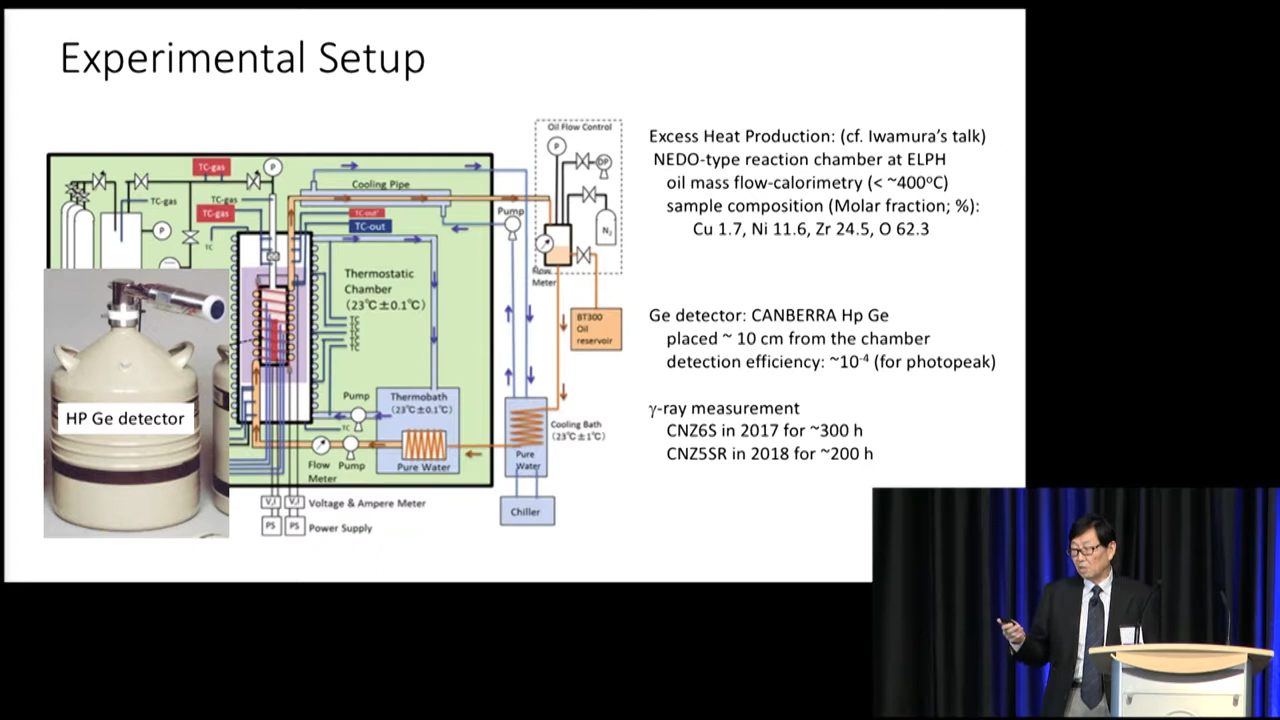 Experimental Setup
Excess Heat Production: (cf. Iwamura's talk)
NEDO-type reaction chamber at ELPH
oil mass flow-calorimetry (< ~400°C)
sample composition (Molar fraction; %):
Cu 1.7, Ni 11.6, Zr 24.5, O 62.3
Ge detector: CANBERRA Hp Ge
placed ~ 10 cm from the chamber
detection efficiency: ~10⁻⁴ (for photopeak)
γ-ray measurement
CNZ6S in 2017 for ~300 h
CNZ5SR in 2018 for ~200 h
Oil Flow Control
P
DP
N₂
Flow
Meter
BT300
Oil
reservoir
TC-gas
P
TC-gas
TC-gas
TC-gas
P
TC
Cooling Pipe
TC-out'
TC-out
Pump
Thermostatic
Chamber
(23℃±0.1℃)
TC
TC
TC
TC
HP Ge detector
Pump
TC
Thermobath
(23℃±0.1℃)
Pure Water
Flow
Meter
Pump
Cooling Bath
(23℃±1℃)
Pure
Water
Chiller
V,I
V,I
Voltage & Ampere Meter
PS
PS
Power Supply